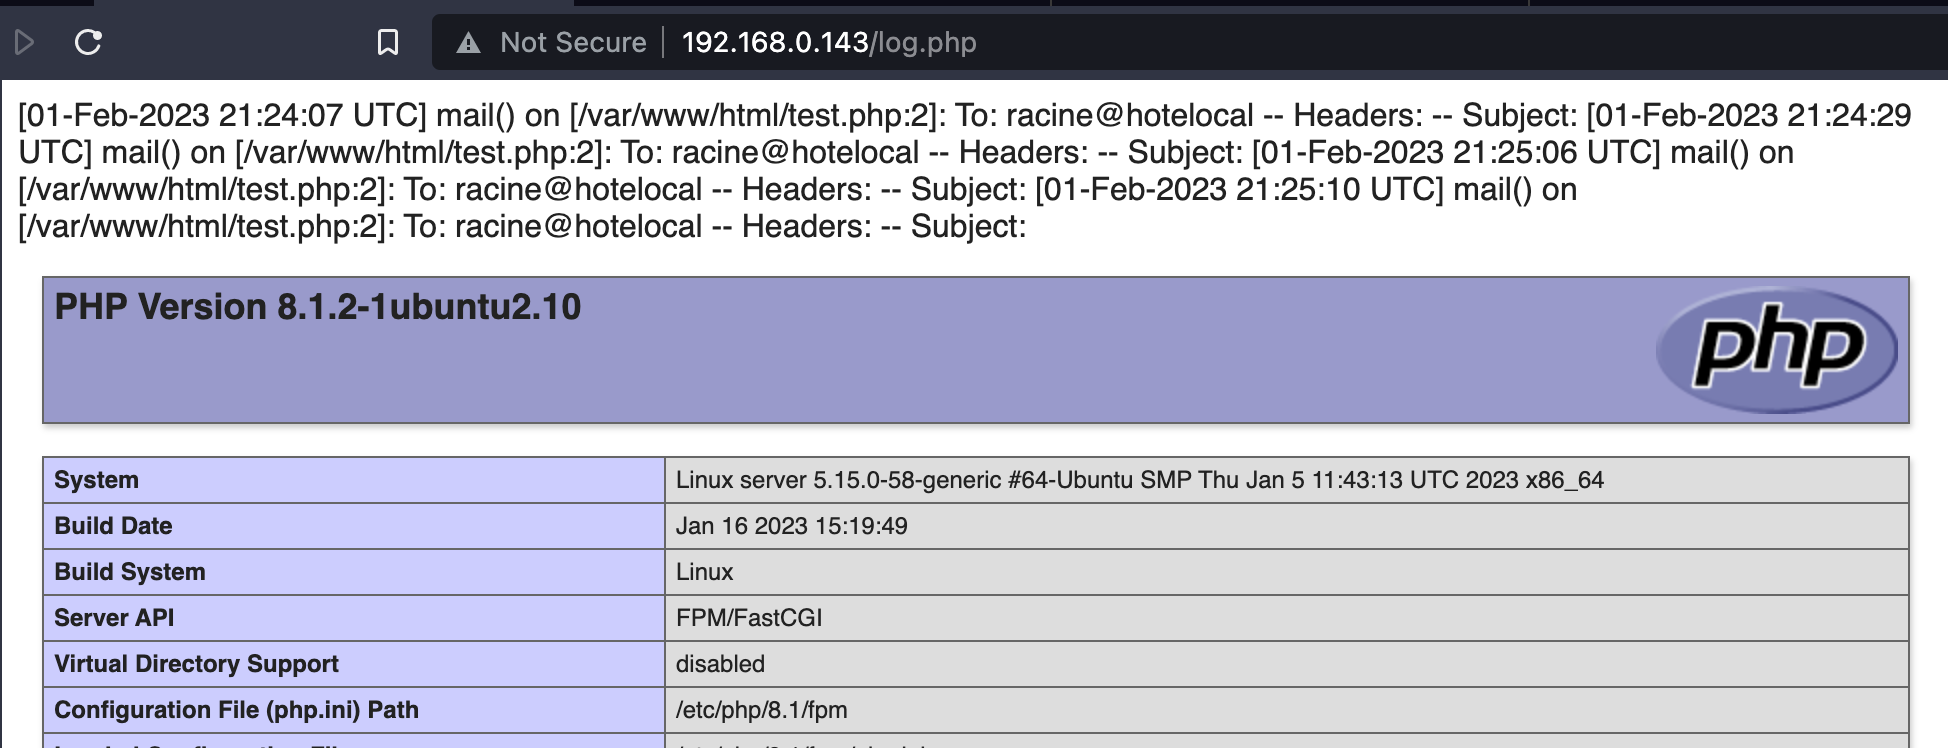 Not Secure 192.168.0.143/log.php
[01-Feb-2023 21:24:07 UTC] mail() on [/var/www/html/test.php:2]: To: racine@hotelocal -- Headers: -- Subject: [01-Feb-2023 21:24:29
UTC] mail() on [/var/www/html/test.php:2]: To: racine@hotelocal -- Headers: -- Subject: [01-Feb-2023 21:25:06 UTC] mail() on
[/var/www/html/test.php:2]: To: racine@hotelocal -- Headers: -- Subject: [01-Feb-2023 21:25:10 UTC] mail() on
[/var/www/html/test.php:2]: To: racine@hotelocal -- Headers: -- Subject:
PHP Version 8.1.2-1ubuntu2.10
php
System Linux server 5.15.0-58-generic #64-Ubuntu SMP Thu Jan 5 11:43:13 UTC 2023 x86_64
Build Date Jan 16 2023 15:19:49
Build System Linux
Server API FPM/FastCGI
Virtual Directory Support disabled
Configuration File (php.ini) Path /etc/php/8.1/fpm